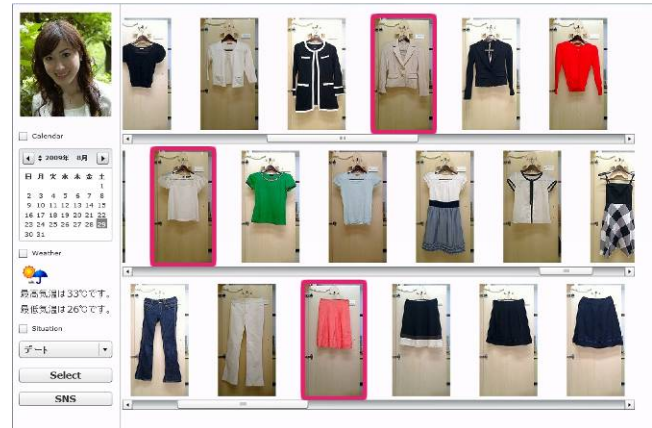 Calendar
2009年 8月
日 月 火 水 木 金 土
1
2 3 4 5 6 7 8
9 10 11 12 13 14 15
16 17 18 19 20 21 22
23 24 25 26 27 28 29
30 31
Weather
最高気温は33℃です。
最低気温は26℃です。
Situation
デート
Select
SNS